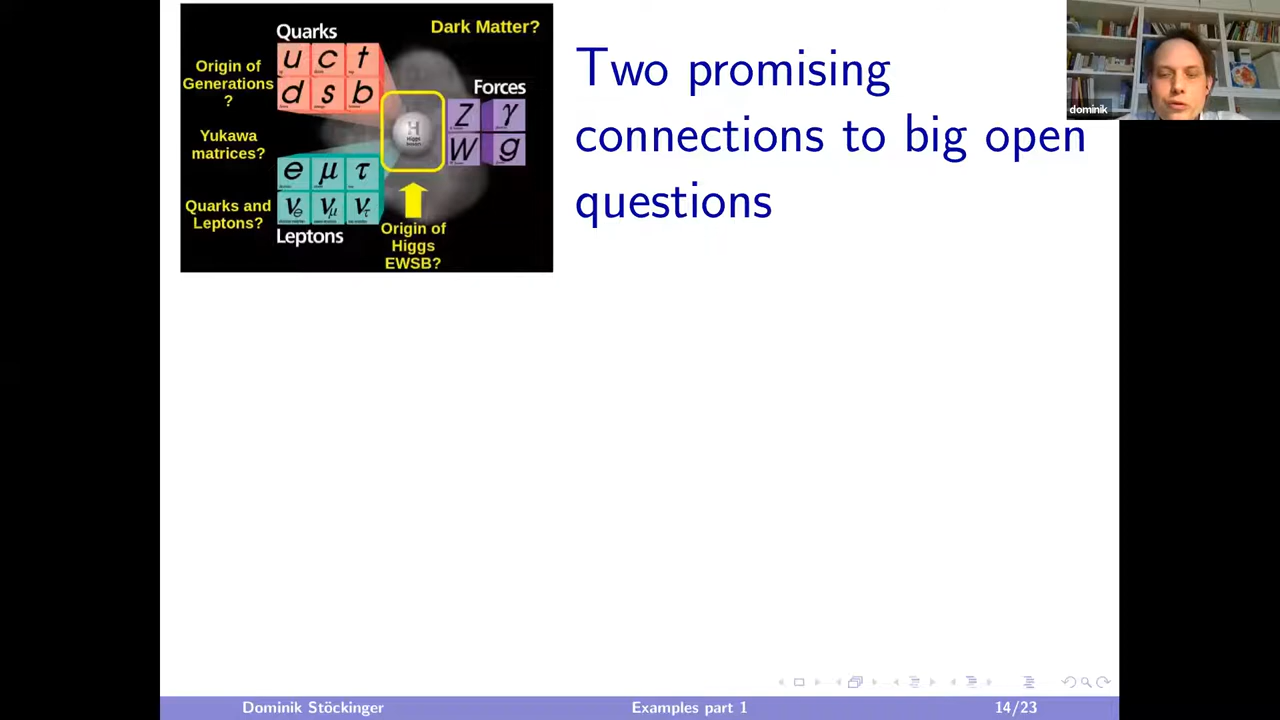 Quarks
Dark Matter?
u c t
d s b
Origin of
Generations
?
Forces
Z γ
W g
H
Yukawa
matrices?
e μ τ
νe νμ ντ
Quarks and
Leptons?
Leptons
Origin of
Higgs
EWSB?
Two promising
connections to big open
questions
dominik
Dominik Stöckinger
Examples part 1
14/23